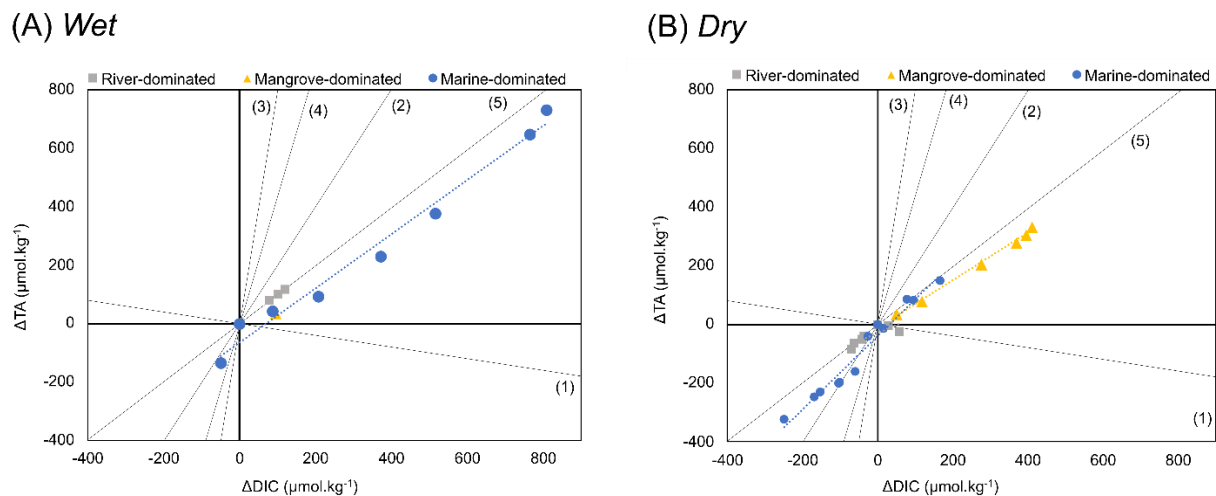 (A) Wet
River-dominated Mangrove-dominated Marine-dominated
800
600
400
200
0
-200
-400
ΔTA (µmol.kg⁻¹)
(3)
(4)
(2)
(5)
(1)
-400 -200 0 200 400 600 800
ΔDIC (µmol.kg⁻¹)
(B) Dry
River-dominated Mangrove-dominated Marine-dominated
800
600
400
200
0
-200
-400
ΔTA (µmol.kg⁻¹)
(3)
(4)
(2)
(5)
(1)
-400 -200 0 200 400 600 800
ΔDIC (µmol.kg⁻¹)